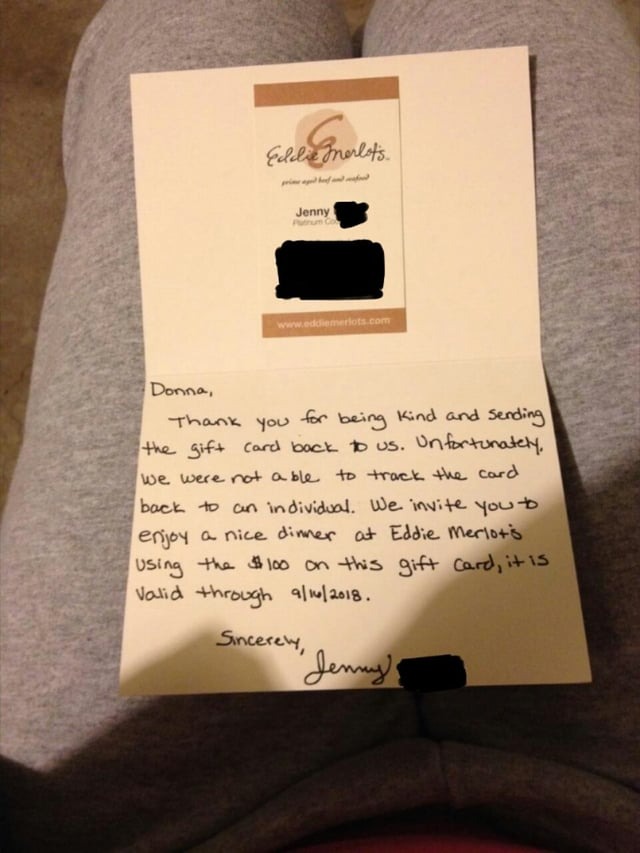 Eddie Merlot's
prime aged beef and seafood
Jenny
Platinum Co
www.eddiemerlots.com
Donna,
Thank you for being kind and sending
the gift card back to us. Unfortunately,
we were not able to track the card
back to an individual. We invite you to
enjoy a nice dinner at Eddie Merlot's
using the $100 on this gift card, it is
valid through 9/16/2018.
Sincerely,
Jenny